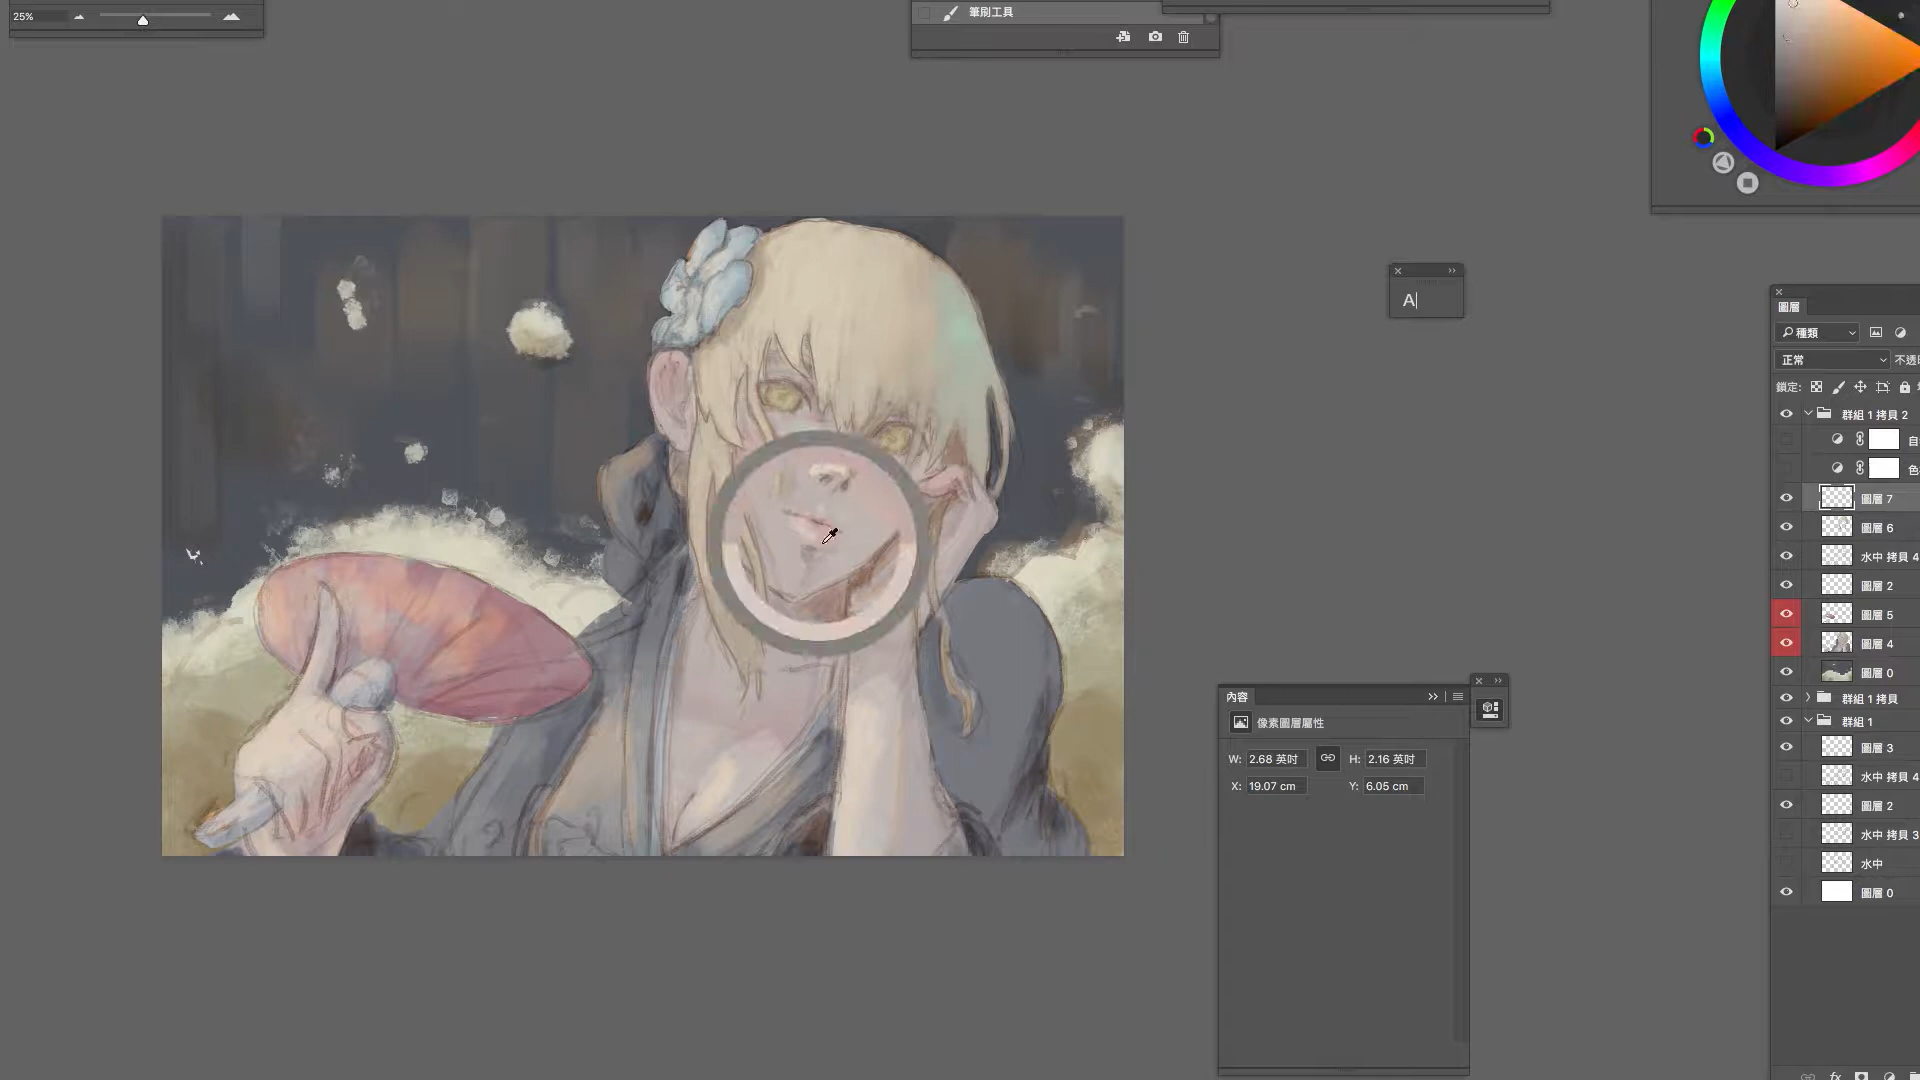 25%
筆刷工具
A
圖層
種類
正常
不透
鎖定:
群組 1 拷貝 2
圖層 7
圖層 6
水中 拷貝 4
圖層 2
圖層 5
圖層 4
圖層 0
群組 1 拷貝
群組 1
圖層 3
水中 拷貝 4
圖層 2
水中 拷貝 3
水中
圖層 0
內容
像素圖層屬性
W: 2.68 英吋 H: 2.16 英吋
X: 19.07 cm Y: 6.05 cm
fx